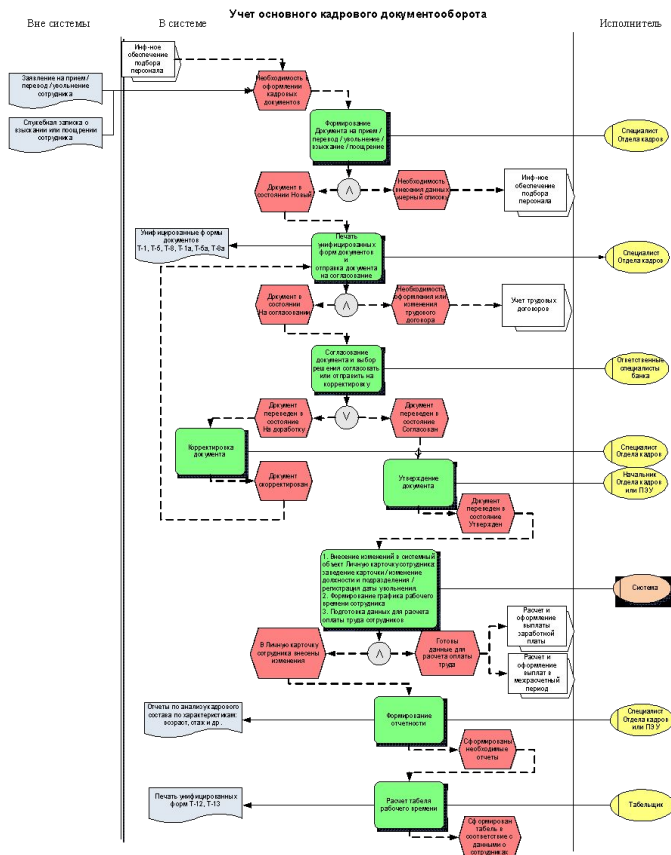 Учет основного кадрового документооборота
Вне системы
В системе
Исполнитель
Инф-ное
обеспечение
подбора
персонала
Заявление на прием /
перевод / увольнение
сотрудника
Необходимость в
оформлении
кадровых
документов
Служебная записка о
взыскании или поощрении
сотрудника
Формирование
Документа на прием /
перевод / увольнение /
взыскание / поощрение
Специалист
Отдела кадров
Документ в
состоянии Новый
Λ
Необходимость
внесения данных
черный список
Инф-ное
обеспечение
подбора
персонала
Унифицированные формы
документов
Т-1, Т-5, Т-8, Т-1а, Т-5а, Т-8а
Печать
унифицированных
форм документов
и
отправка документа
на согласование
Специалист
Отдела кадров
Документ в
состоянии
На согласовании
Λ
Необходимость
оформления или
изменения
трудового
договора
Учет трудовых
договоров
Согласование
документа и выбор
решения согласовать
или отправить на
корректировку
Ответственные
специалисты
банка
Документ
переведен в
состояние
На доработку
V
Документ
переведен в
состояние
Согласован
Корректировка
документа
Специалист
Отдела кадров
Документ
скорректирован
Утверждение
документа
Начальник
Отдела кадров
или ПЭУ
Документ
переведен в
состояние
Утвержден
1. Внесение изменений в системный
объект Личную карточку сотрудника:
заведение карточки / изменение
должности и подразделения /
регистрация даты увольнения.
2. Формирование графика рабочего
времени сотрудника
3. Подготовка данных для расчета
оплаты труда сотрудников
Система
В Личную карточку
сотрудника внесены
изменения
Λ
Готовы
данные для
расчета оплаты
труда
Расчет и
оформление
выплаты
заработной
платы
Расчет и
оформление
выплат в
межрасчетный
период
Отчеты по анализу кадрового
состава по характеристикам:
возраст, стаж и др.
Формирование
отчетности
Специалист
Отдела кадров
или ПЭУ
Сформированы
необходимые
отчеты
Печать унифицированных
форм Т-12, Т-13
Расчет табеля
рабочего времени
Табельщик
Сформирован
табель в
соответствие с
данными о
сотрудниках